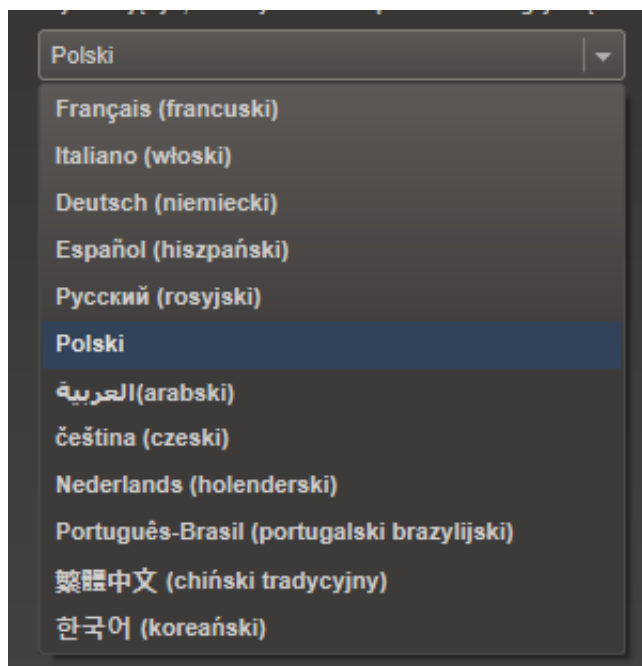 Polski
Français (francuski)
Italiano (włoski)
Deutsch (niemiecki)
Español (hiszpański)
Русский (rosyjski)
Polski
العربية(arabski)
čeština (czeski)
Nederlands (holenderski)
Português-Brasil (portugalski brazylijski)
繁體中文 (chiński tradycyjny)
한국어 (koreański)